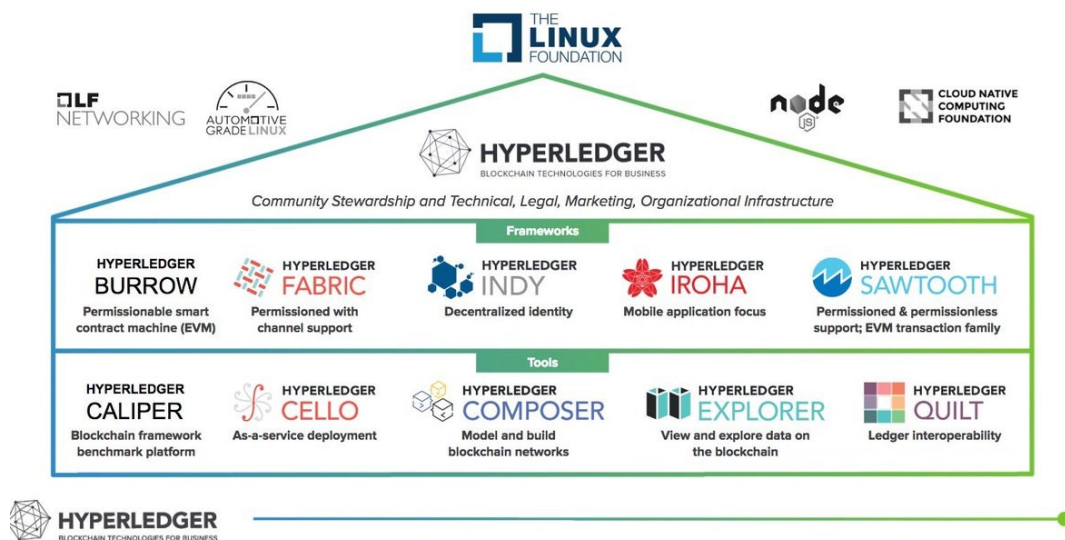 THE
LINUX
FOUNDATION
LF
NETWORKING
AUTOMOTIVE
GRADE LINUX
node
JS
CLOUD NATIVE
COMPUTING
FOUNDATION
HYPERLEDGER
BLOCKCHAIN TECHNOLOGIES FOR BUSINESS
Community Stewardship and Technical, Legal, Marketing, Organizational Infrastructure
Frameworks
HYPERLEDGER
BURROW
Permissionable smart
contract machine (EVM)
HYPERLEDGER
FABRIC
Permissioned with
channel support
HYPERLEDGER
INDY
Decentralized identity
HYPERLEDGER
IROHA
Mobile application focus
HYPERLEDGER
SAWTOOTH
Permissioned & permissionless
support; EVM transaction family
Tools
HYPERLEDGER
CALIPER
Blockchain framework
benchmark platform
HYPERLEDGER
CELLO
As-a-service deployment
HYPERLEDGER
COMPOSER
Model and build
blockchain networks
HYPERLEDGER
EXPLORER
View and explore data on
the blockchain
HYPERLEDGER
QUILT
Ledger interoperability
HYPERLEDGER
BLOCKCHAIN TECHNOLOGIES FOR BUSINESS